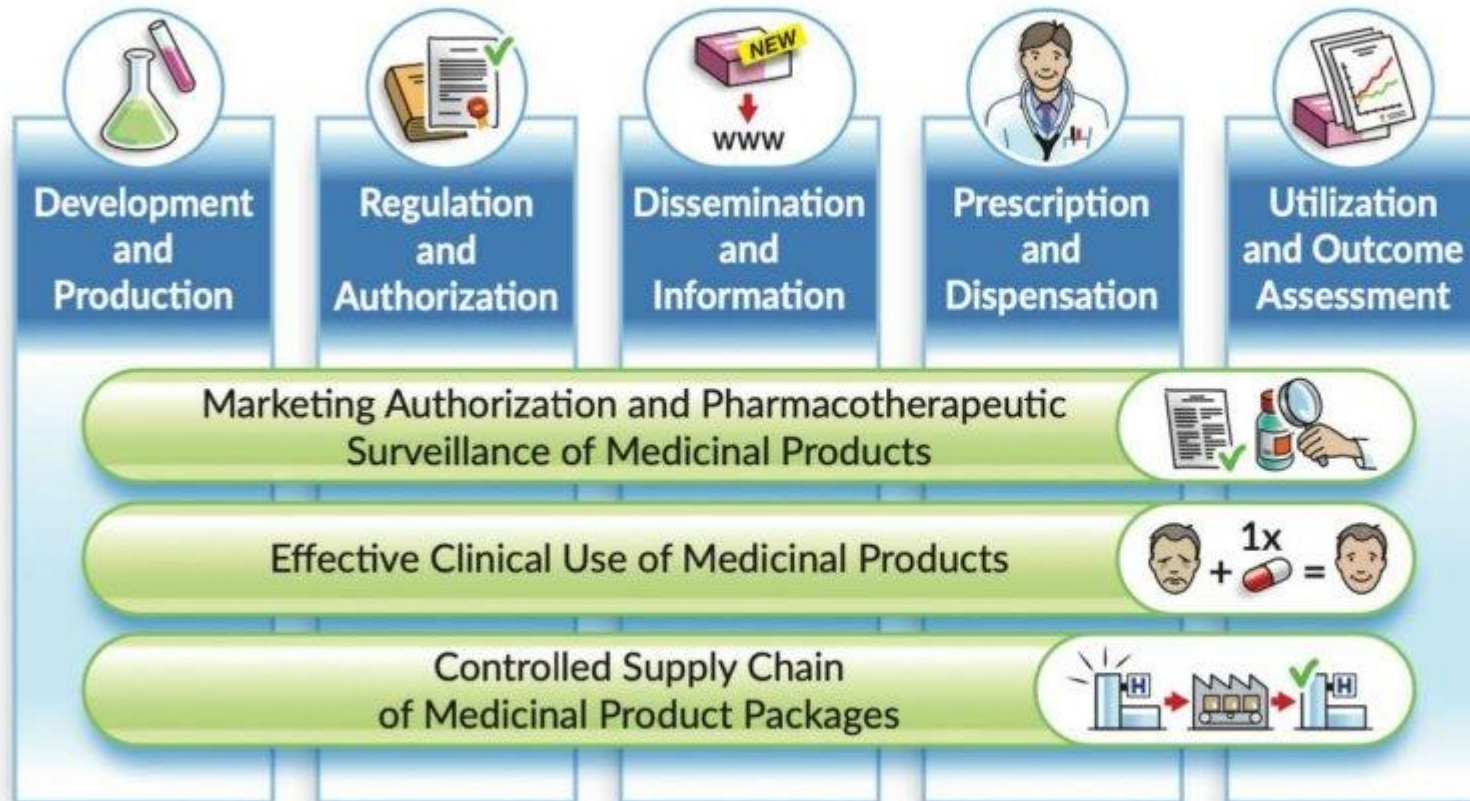 NEW
www
Development
and
Production
Regulation
and
Authorization
Dissemination
and
Information
Prescription
and
Dispensation
Utilization
and Outcome
Assessment
Marketing Authorization and Pharmacotherapeutic
Surveillance of Medicinal Products
Effective Clinical Use of Medicinal Products
1x
+ =
Controlled Supply Chain
of Medicinal Product Packages
H
H